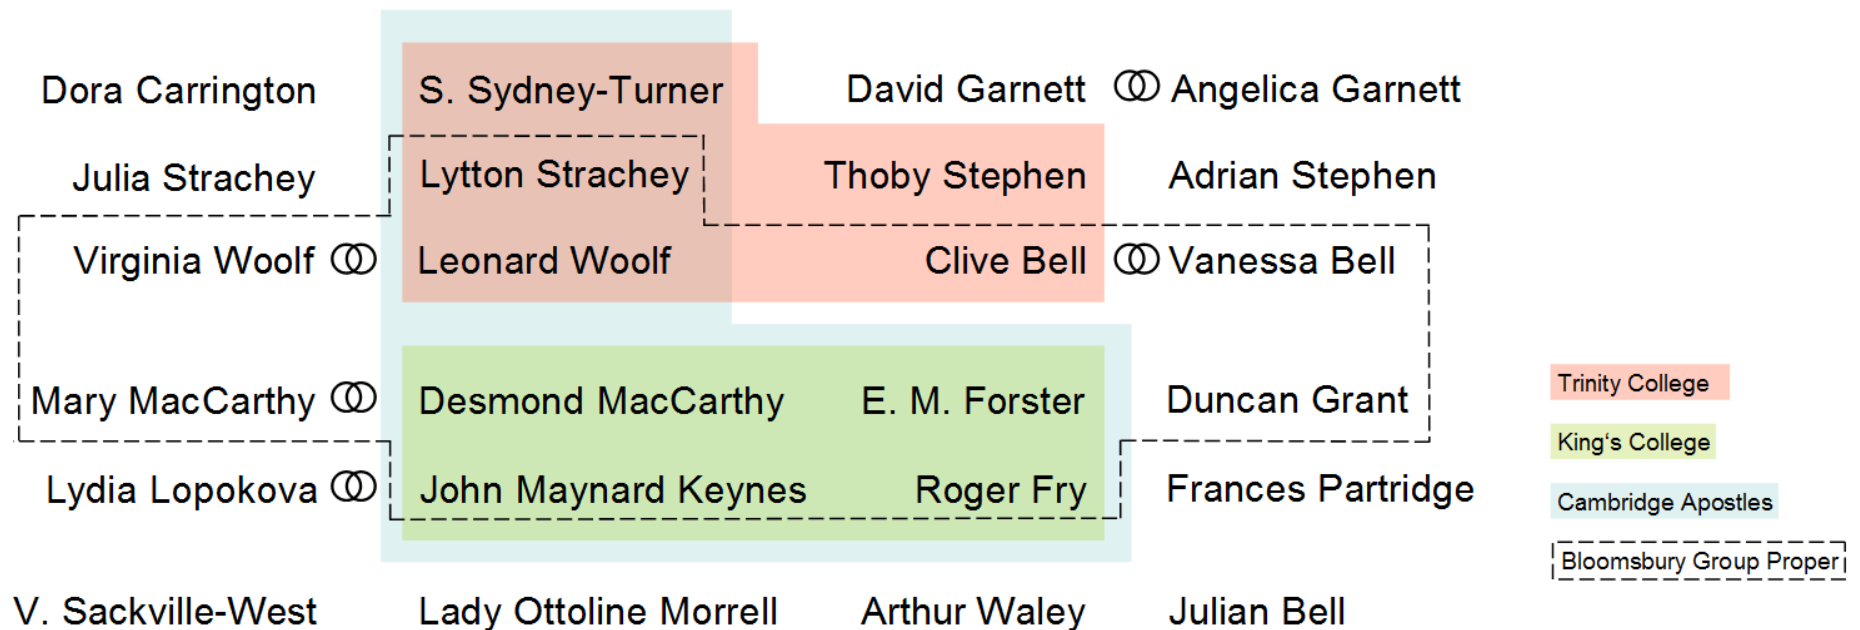 Dora Carrington S. Sydney-Turner David Garnett Angelica Garnett
Julia Strachey Lytton Strachey Thoby Stephen Adrian Stephen
Virginia Woolf Leonard Woolf Clive Bell Vanessa Bell
Mary MacCarthy Desmond MacCarthy E. M. Forster Duncan Grant
Lydia Lopokova John Maynard Keynes Roger Fry Frances Partridge
V. Sackville-West Lady Ottoline Morrell Arthur Waley Julian Bell
Trinity College
King‘s College
Cambridge Apostles
Bloomsbury Group Proper